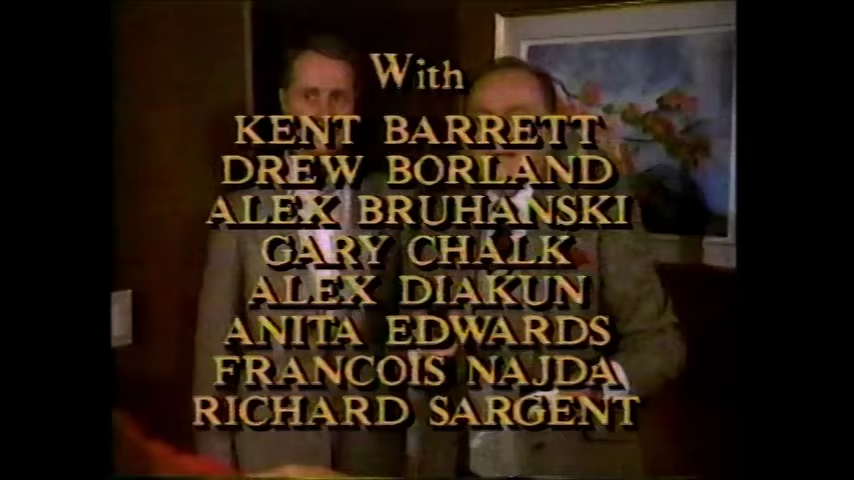 With
KENT BARRETT
DREW BORLAND
ALEX BRUHANSKI
GARY CHALK
ALEX DIAKUN
ANITA EDWARDS
FRANCOIS NAJDA
RICHARD SARGENT